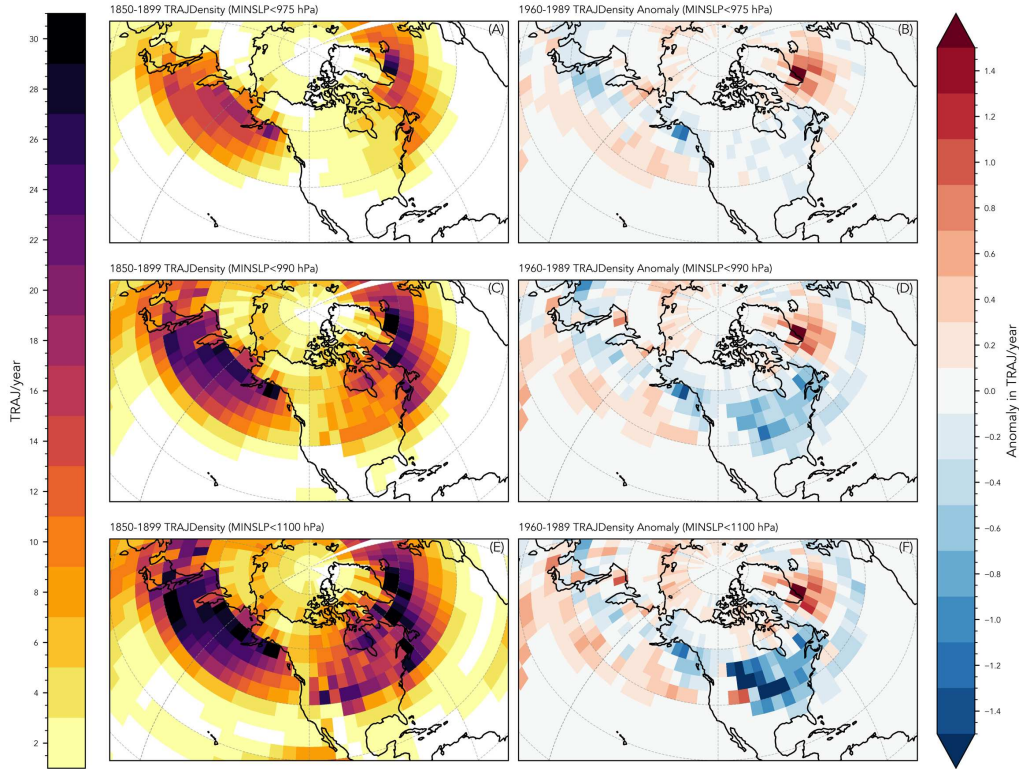 1850-1899 TRAJDensity (MINSLP<975 hPa)
(A)
1960-1989 TRAJDensity Anomaly (MINSLP<975 hPa)
(B)
1850-1899 TRAJDensity (MINSLP<990 hPa)
(C)
1960-1989 TRAJDensity Anomaly (MINSLP<990 hPa)
(D)
1850-1899 TRAJDensity (MINSLP<1100 hPa)
(E)
1960-1989 TRAJDensity Anomaly (MINSLP<1100 hPa)
(F)
TRAJ/year
30
28
26
24
22
20
18
16
14
12
10
8
6
4
2
Anomaly in TRAJ/year
1.4
1.2
1.0
0.8
0.6
0.4
0.2
0.0
−0.2
−0.4
−0.6
−0.8
−1.0
−1.2
−1.4